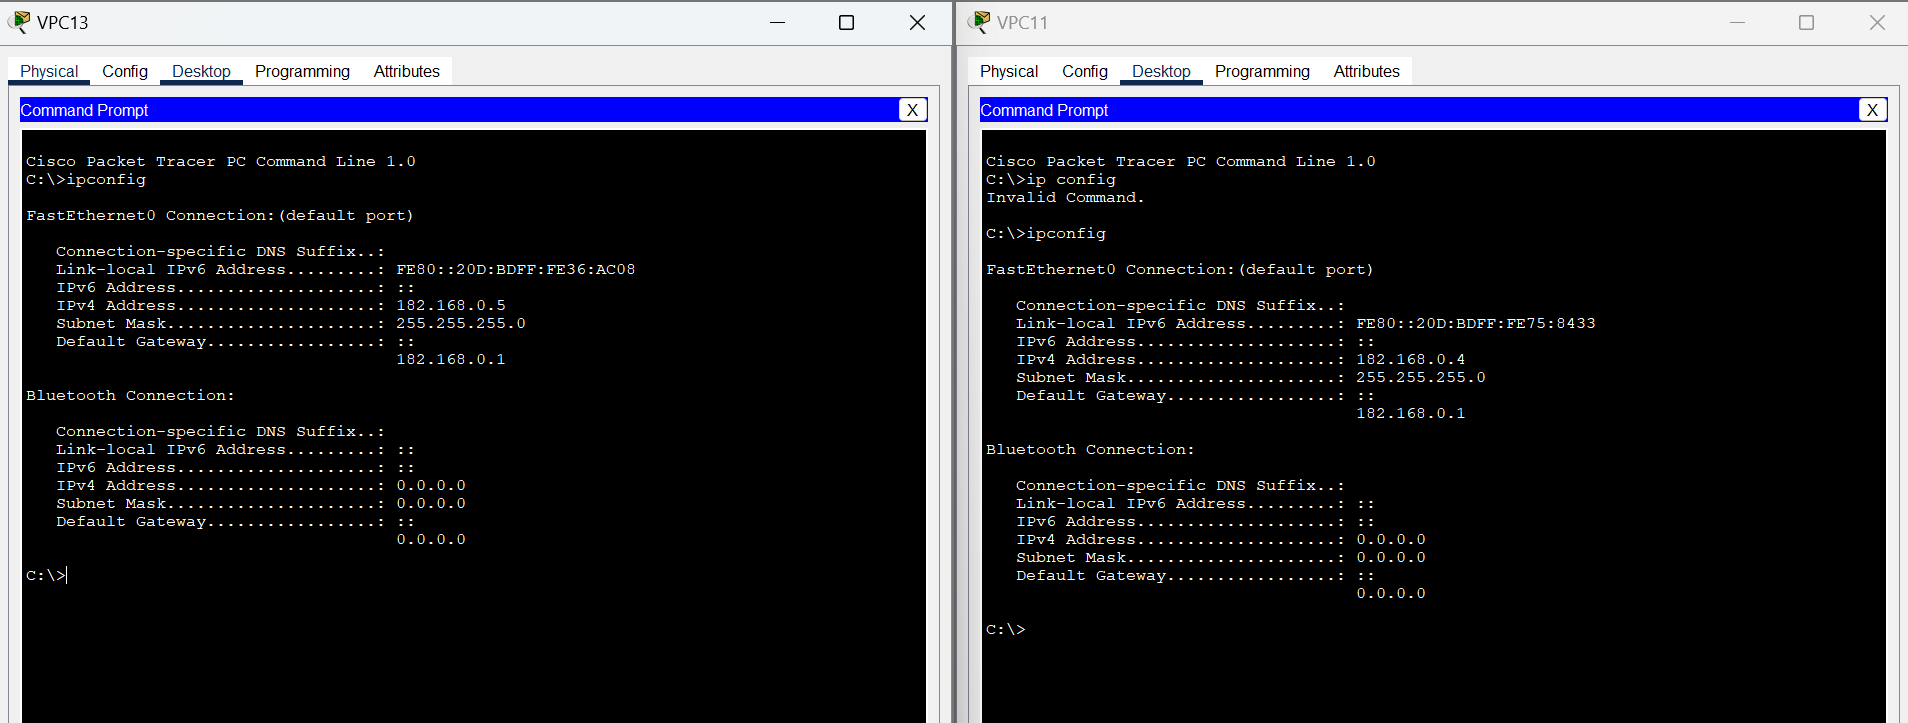 VPC13
Physical Config Desktop Programming Attributes
Command Prompt X
Cisco Packet Tracer PC Command Line 1.0
C:\>ipconfig
FastEthernet0 Connection:(default port)
Connection-specific DNS Suffix..:
Link-local IPv6 Address.........: FE80::20D:BDFF:FE36:AC08
IPv6 Address....................: ::
IPv4 Address....................: 182.168.0.5
Subnet Mask.....................: 255.255.255.0
Default Gateway.................: ::
182.168.0.1
Bluetooth Connection:
Connection-specific DNS Suffix..:
Link-local IPv6 Address.........: ::
IPv6 Address....................: ::
IPv4 Address....................: 0.0.0.0
Subnet Mask.....................: 0.0.0.0
Default Gateway.................: ::
0.0.0.0
C:\>
VPC11
Physical Config Desktop Programming Attributes
Command Prompt X
Cisco Packet Tracer PC Command Line 1.0
C:\>ip config
Invalid Command.
C:\>ipconfig
FastEthernet0 Connection:(default port)
Connection-specific DNS Suffix..:
Link-local IPv6 Address.........: FE80::20D:BDFF:FE75:8433
IPv6 Address....................: ::
IPv4 Address....................: 182.168.0.4
Subnet Mask.....................: 255.255.255.0
Default Gateway.................: ::
182.168.0.1
Bluetooth Connection:
Connection-specific DNS Suffix..:
Link-local IPv6 Address.........: ::
IPv6 Address....................: ::
IPv4 Address....................: 0.0.0.0
Subnet Mask.....................: 0.0.0.0
Default Gateway.................: ::
0.0.0.0
C:\>